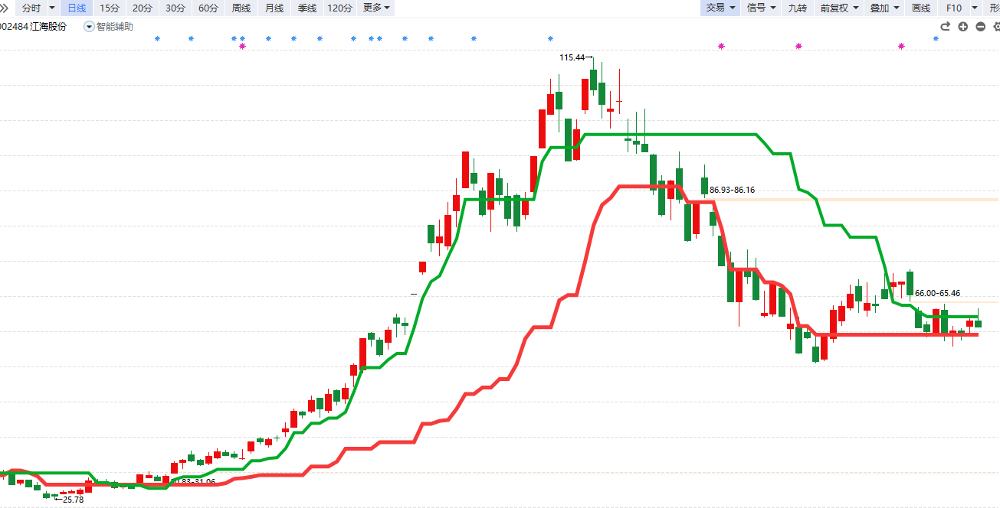 分时 日线 15分 20分 30分 60分 周线 月线 季线 120分 更多 交易 信号 九转 前复权 叠加 画线 F10
002484 江海股份 智能辅助
115.44
86.93-86.16
66.00-65.46
25.78